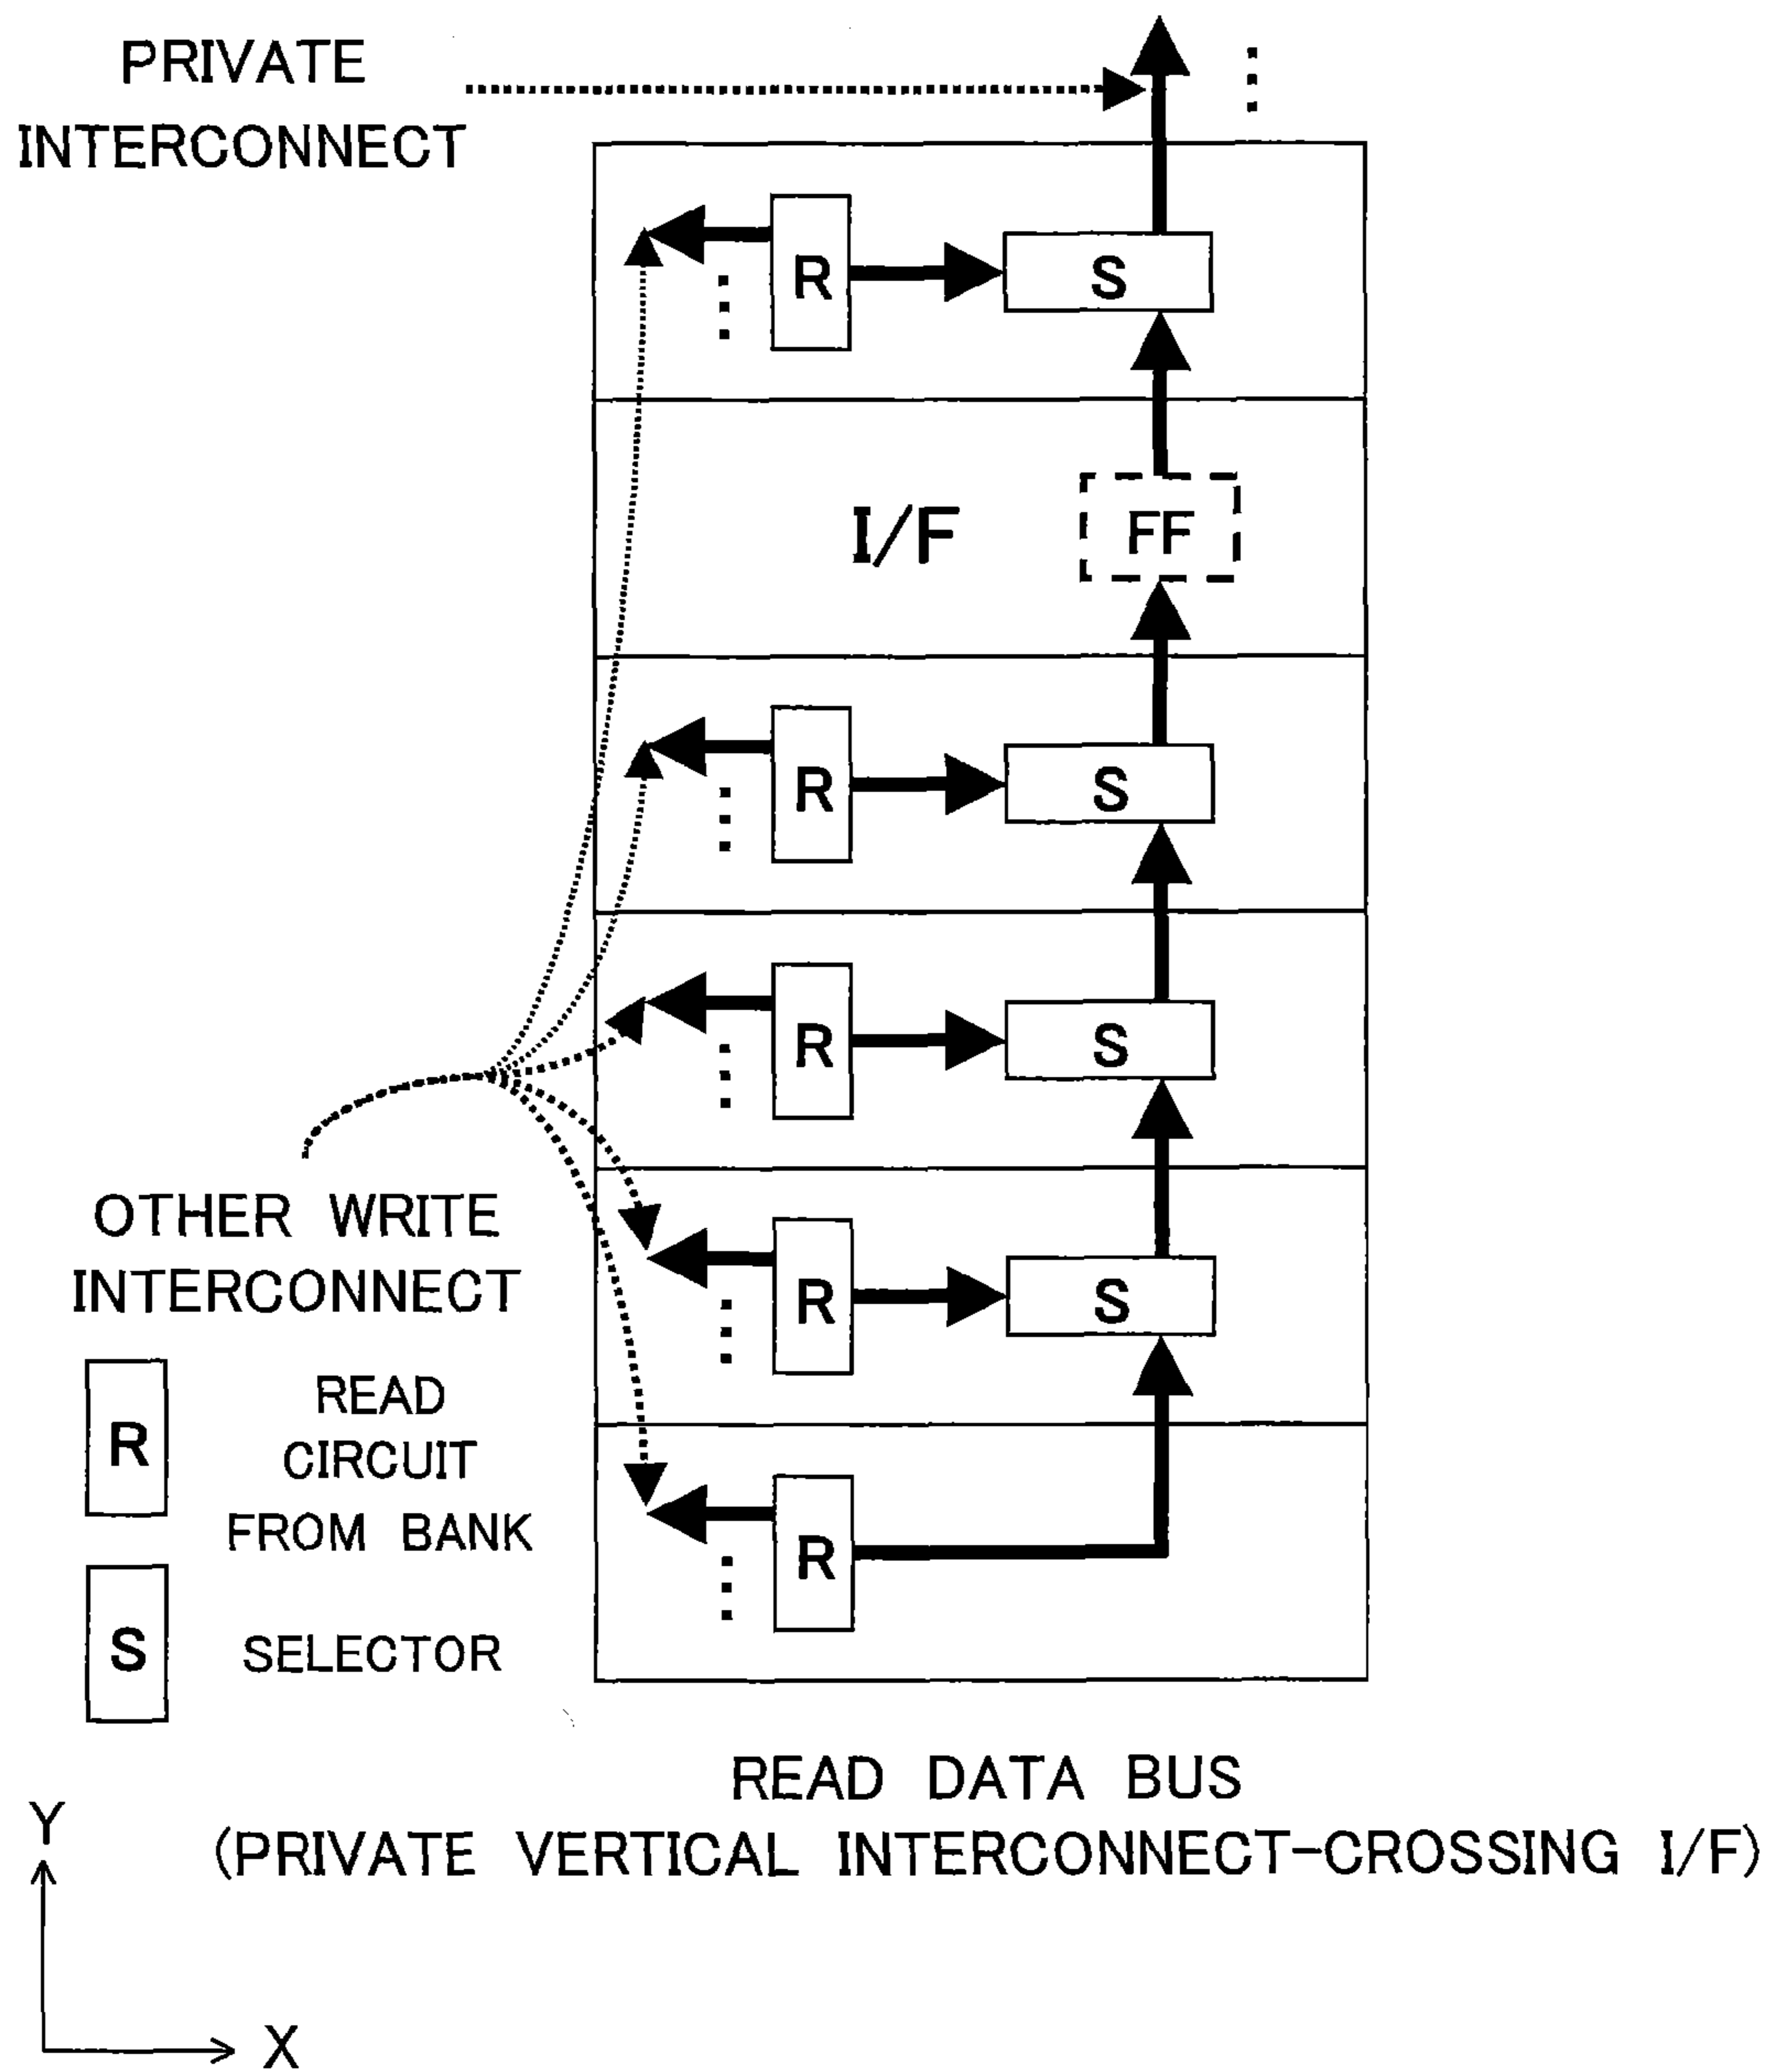 PRIVATE
INTERCONNECT
R
S
I/F
FF
R
S
R
S
R
S
R
OTHER WRITE
INTERCONNECT
R
READ
CIRCUIT
FROM BANK
S
SELECTOR
READ DATA BUS
(PRIVATE VERTICAL INTERCONNECT-CROSSING I/F)
Y
X